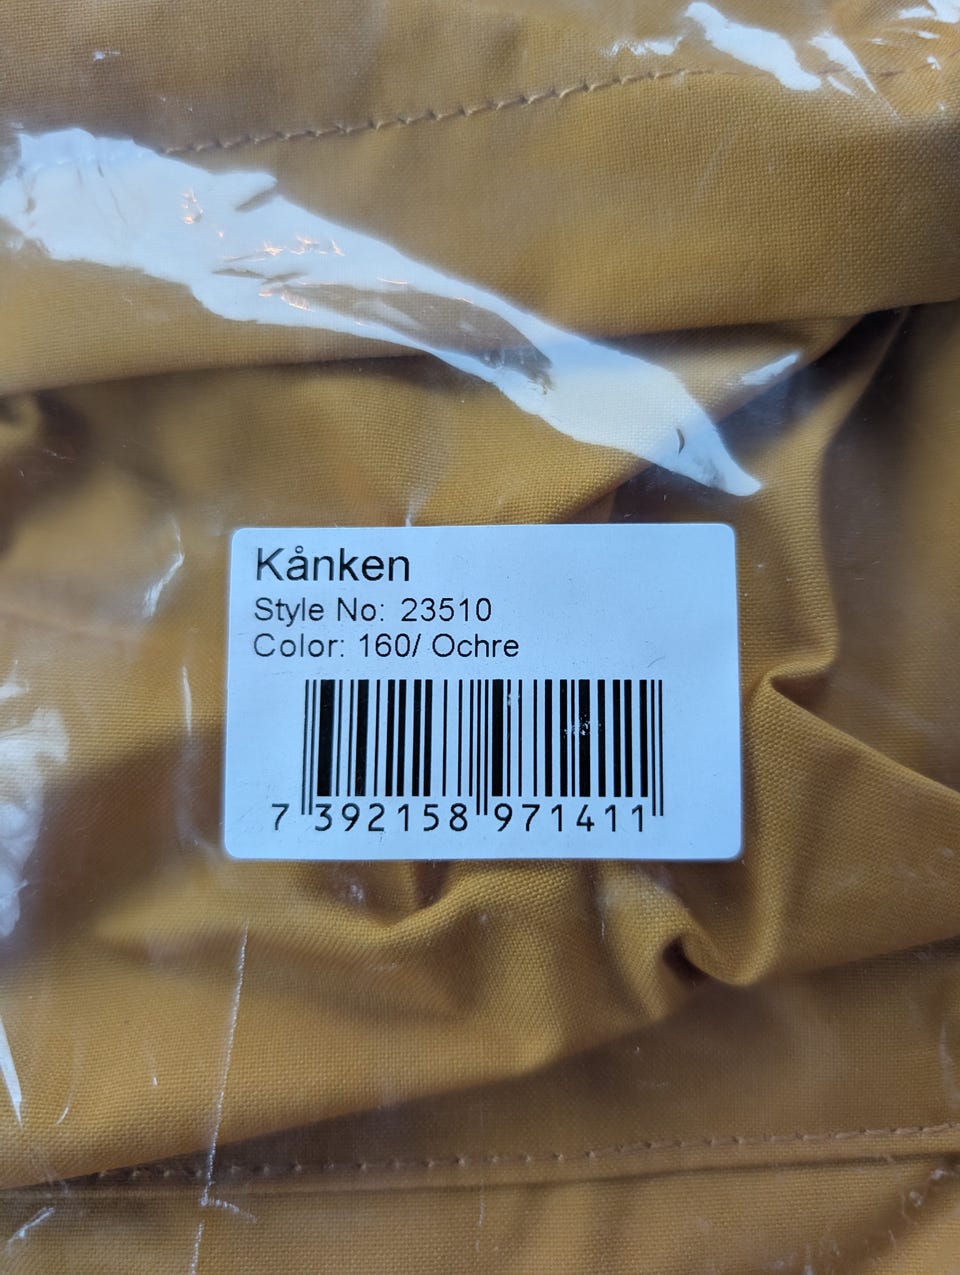 Kånken
Style No: 23510
Color: 160/ Ochre
7 392158 971411